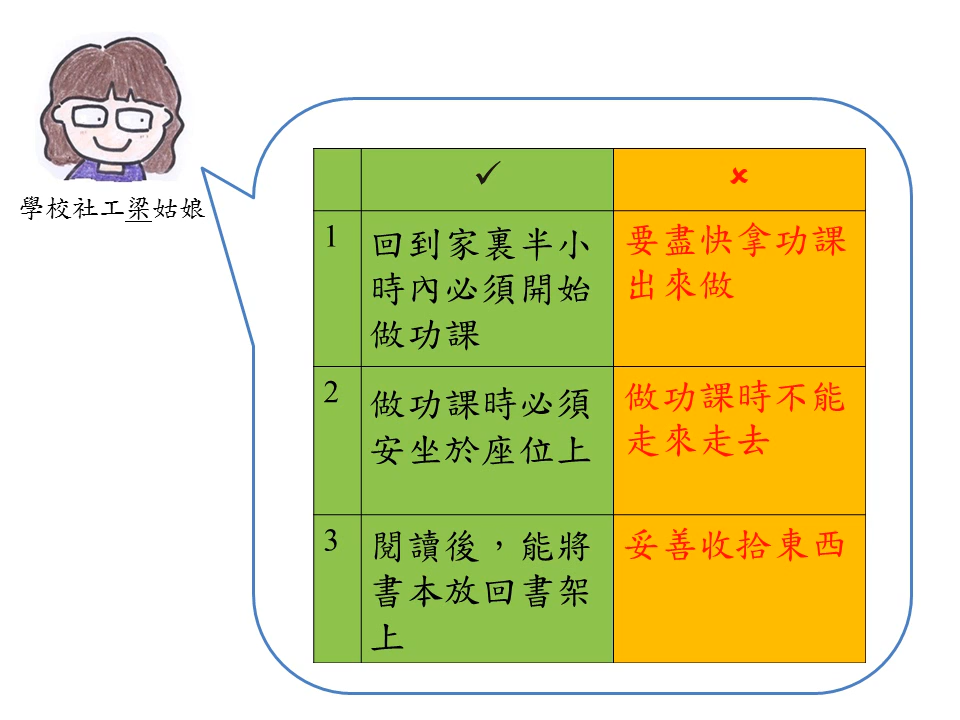 學校社工梁姑娘
✓
✗
1
回到家裏半小
時內必須開始
做功課
要盡快拿功課
出來做
2
做功課時必須
安坐於座位上
做功課時不能
走來走去
3
閱讀後，能將
書本放回書架
上
妥善收拾東西